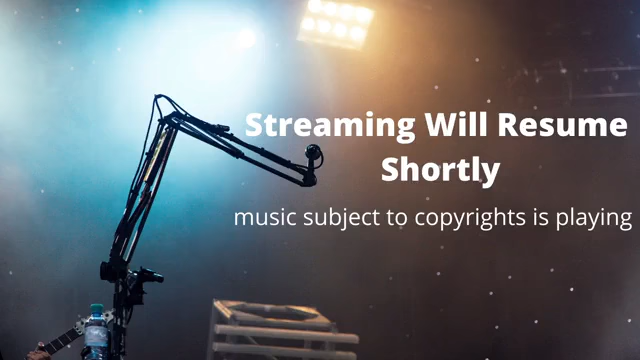 Streaming Will Resume
Shortly
music subject to copyrights is playing